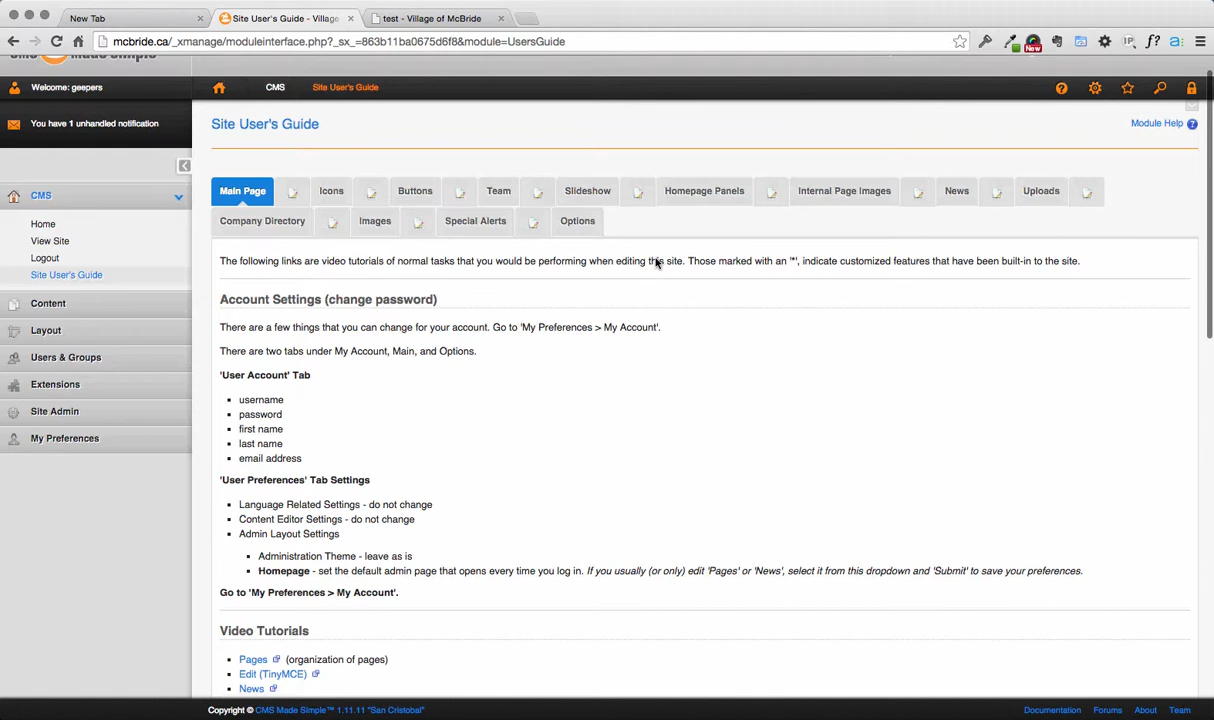 New Tab
Site User's Guide - Village
test - Village of McBride
mcbride.ca/_xmanage/moduleinterface.php?_sx_=863b11ba0675d6f8&module=UsersGuide
New
IP
f?
a:
CMS Made Simple
Welcome: geepers
CMS
Site User's Guide
You have 1 unhandled notification
Site User's Guide
Module Help
CMS
Home
View Site
Logout
Site User's Guide
Content
Layout
Users & Groups
Extensions
Site Admin
My Preferences
Main Page
Icons
Buttons
Team
Slideshow
Homepage Panels
Internal Page Images
News
Uploads
Company Directory
Images
Special Alerts
Options
The following links are video tutorials of normal tasks that you would be performing when editing this site. Those marked with an '*', indicate customized features that have been built-in to the site.
Account Settings (change password)
There are a few things that you can change for your account. Go to 'My Preferences > My Account'.
There are two tabs under My Account, Main, and Options.
'User Account' Tab
username
password
first name
last name
email address
'User Preferences' Tab Settings
Language Related Settings - do not change
Content Editor Settings - do not change
Admin Layout Settings
Administration Theme - leave as is
Homepage - set the default admin page that opens every time you log in. If you usually (or only) edit 'Pages' or 'News', select it from this dropdown and 'Submit' to save your preferences.
Go to 'My Preferences > My Account'.
Video Tutorials
Pages (organization of pages)
Edit (TinyMCE)
News
Copyright © CMS Made Simple™ 1.11.11 "San Cristobal"
Documentation
Forums
About
Team